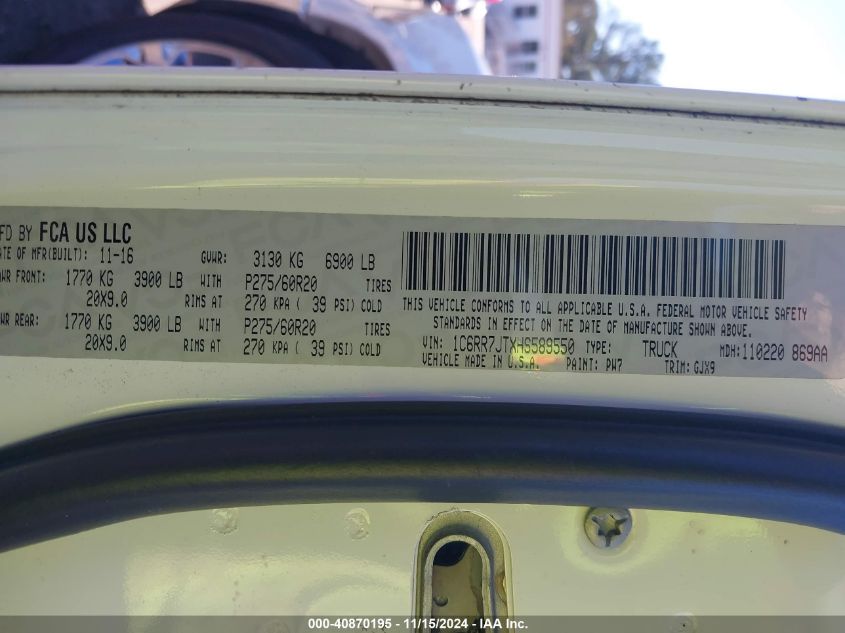 FD BY FCA US LLC
ATE OF MFR(BUILT): 11-16 GVWR: 3130 KG 6900 LB
WR FRONT: 1770 KG 3900 LB WITH P275/60R20 TIRES
20X9.0 RIMS AT 270 KPA ( 39 PSI) COLD
WR REAR: 1770 KG 3900 LB WITH P275/60R20 TIRES
20X9.0 RIMS AT 270 KPA ( 39 PSI) COLD
THIS VEHICLE CONFORMS TO ALL APPLICABLE U.S.A. FEDERAL MOTOR VEHICLE SAFETY
STANDARDS IN EFFECT ON THE DATE OF MANUFACTURE SHOWN ABOVE.
VIN: 1C6RR7JTXHS589550 TYPE: TRUCK MDH: 110220 869AA
VEHICLE MADE IN U.S.A. PAINT: PW7 TRIM: GJX9
000-40870195 - 11/15/2024 - IAA Inc.